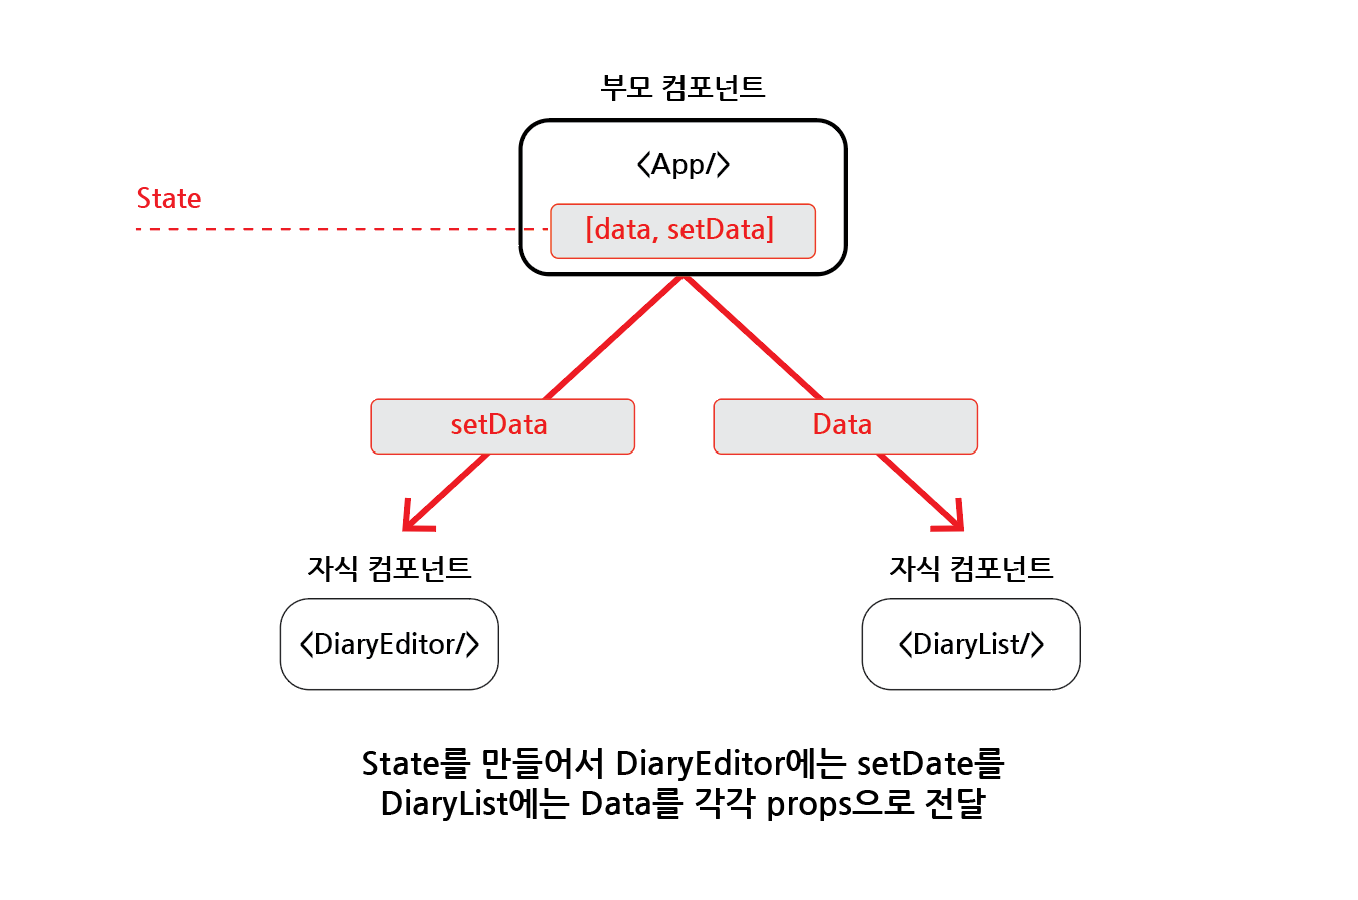 부모 컴포넌트
<App/>
State
[data, setData]
setData
Data
자식 컴포넌트
자식 컴포넌트
<DiaryEditor/>
<DiaryList/>
State를 만들어서 DiaryEditor에는 setDate를
DiaryList에는 Data를 각각 props으로 전달